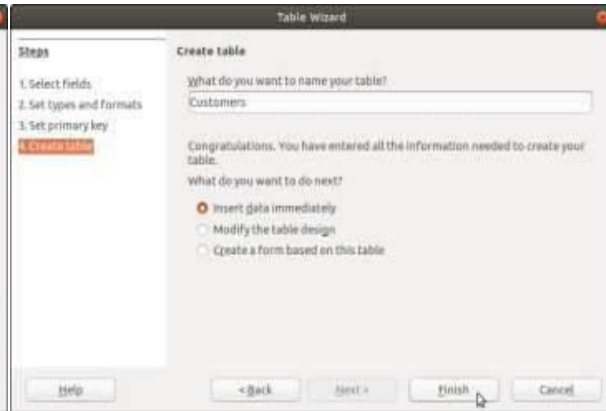 Table Wizard
Steps
1. Select fields
2. Set types and formats
3. Set primary key
4. Create table
Create table
What do you want to name your table?
Customers
Congratulations. You have entered all the information needed to create your
table.
What do you want to do next?
Insert data immediately
Modify the table design
Create a form based on this table
Help
< Back
Next >
Finish
Cancel